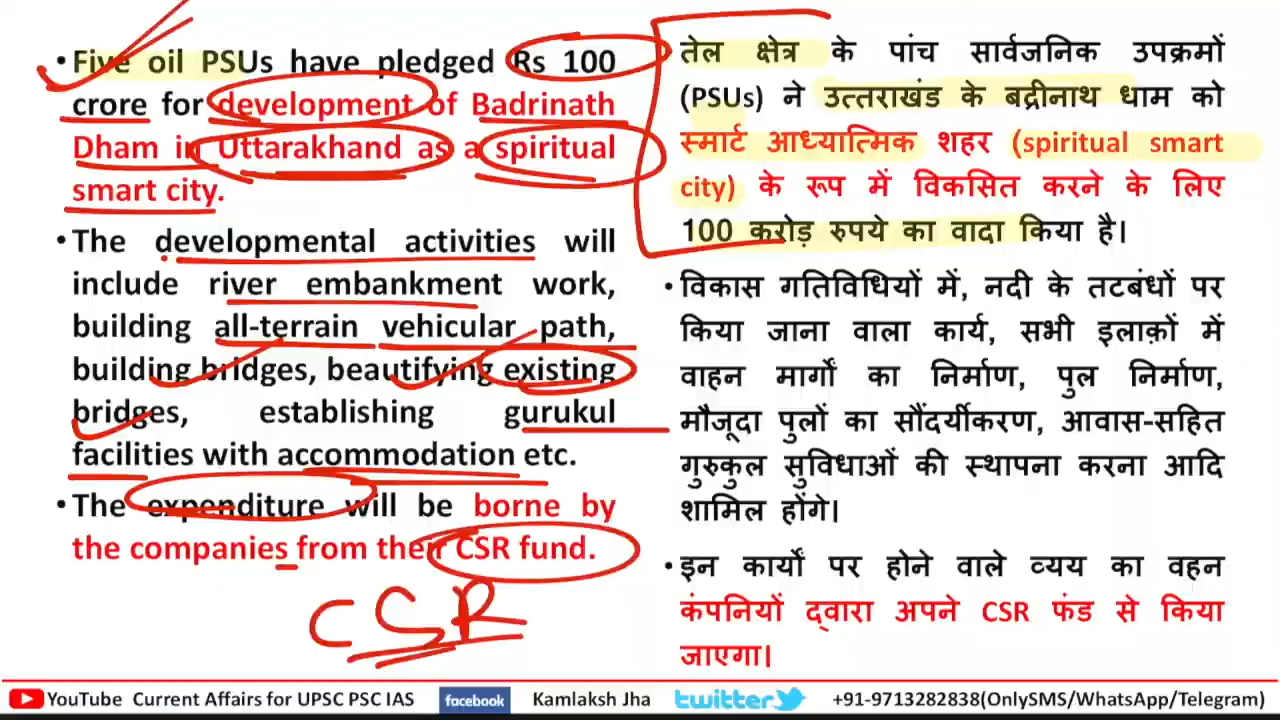 • Five oil PSUs have pledged Rs 100
crore for development of Badrinath
Dham in Uttarakhand as a spiritual
smart city.
• The developmental activities will
include river embankment work,
building all-terrain vehicular path,
building bridges, beautifying existing
bridges, establishing gurukul
facilities with accommodation etc.
• The expenditure will be borne by
the companies from their CSR fund.
CSR
तेल क्षेत्र के पांच सार्वजनिक उपक्रमों
(PSUs) ने उत्तराखंड के बद्रीनाथ धाम को
स्मार्ट आध्यात्मिक शहर (spiritual smart
city) के रूप में विकसित करने के लिए
100 करोड़ रुपये का वादा किया है।
• विकास गतिविधियों में, नदी के तटबंधों पर
किया जाना वाला कार्य, सभी इलाक़ों में
वाहन मार्गों का निर्माण, पुल निर्माण,
मौजूदा पुलों का सौंदर्यीकरण, आवास-सहित
गुरुकुल सुविधाओं की स्थापना करना आदि
शामिल होंगे।
• इन कार्यों पर होने वाले व्यय का वहन
कंपनियों द्वारा अपने CSR फंड से किया
जाएगा।
YouTube Current Affairs for UPSC PSC IAS facebook Kamlaksh Jha twitter +91-9713282838(OnlySMS/WhatsApp/Telegram)